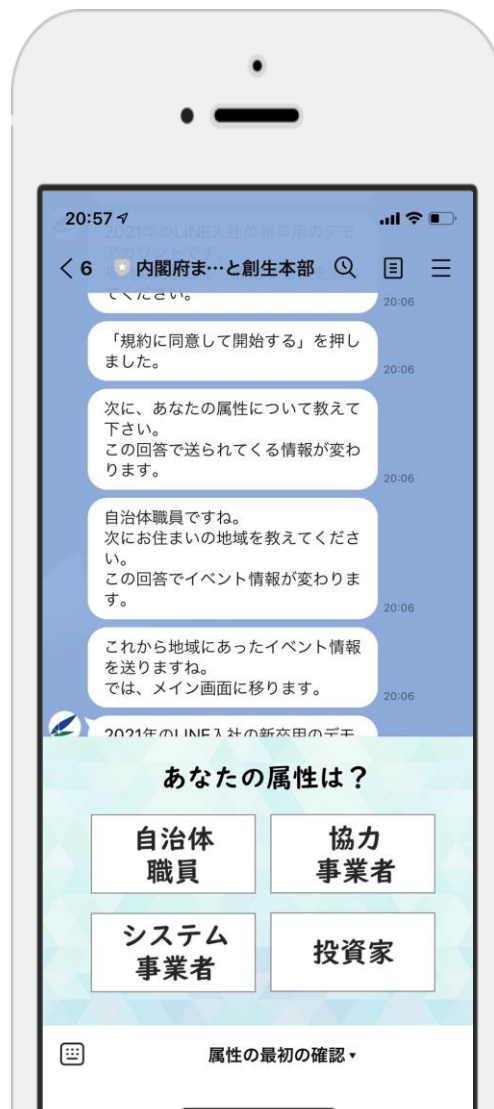 20:57
2021年のLINE入社の新卒用のデモ
アカウントです。
< 6 内閣府ま…と創生本部
てください。
20:06
「規約に同意して開始する」を押し
ました。
20:06
次に、あなたの属性について教えて
下さい。
この回答で送られてくる情報が変わ
ります。
20:06
自治体職員ですね。
次にお住まいの地域を教えてくださ
い。
この回答でイベント情報が変わりま
す。
20:06
これから地域にあったイベント情報
を送りますね。
では、メイン画面に移ります。
20:06
2021年のLINE入社の新卒用のデモ
あなたの属性は？
自治体
職員
協力
事業者
システム
事業者
投資家
属性の最初の確認▾